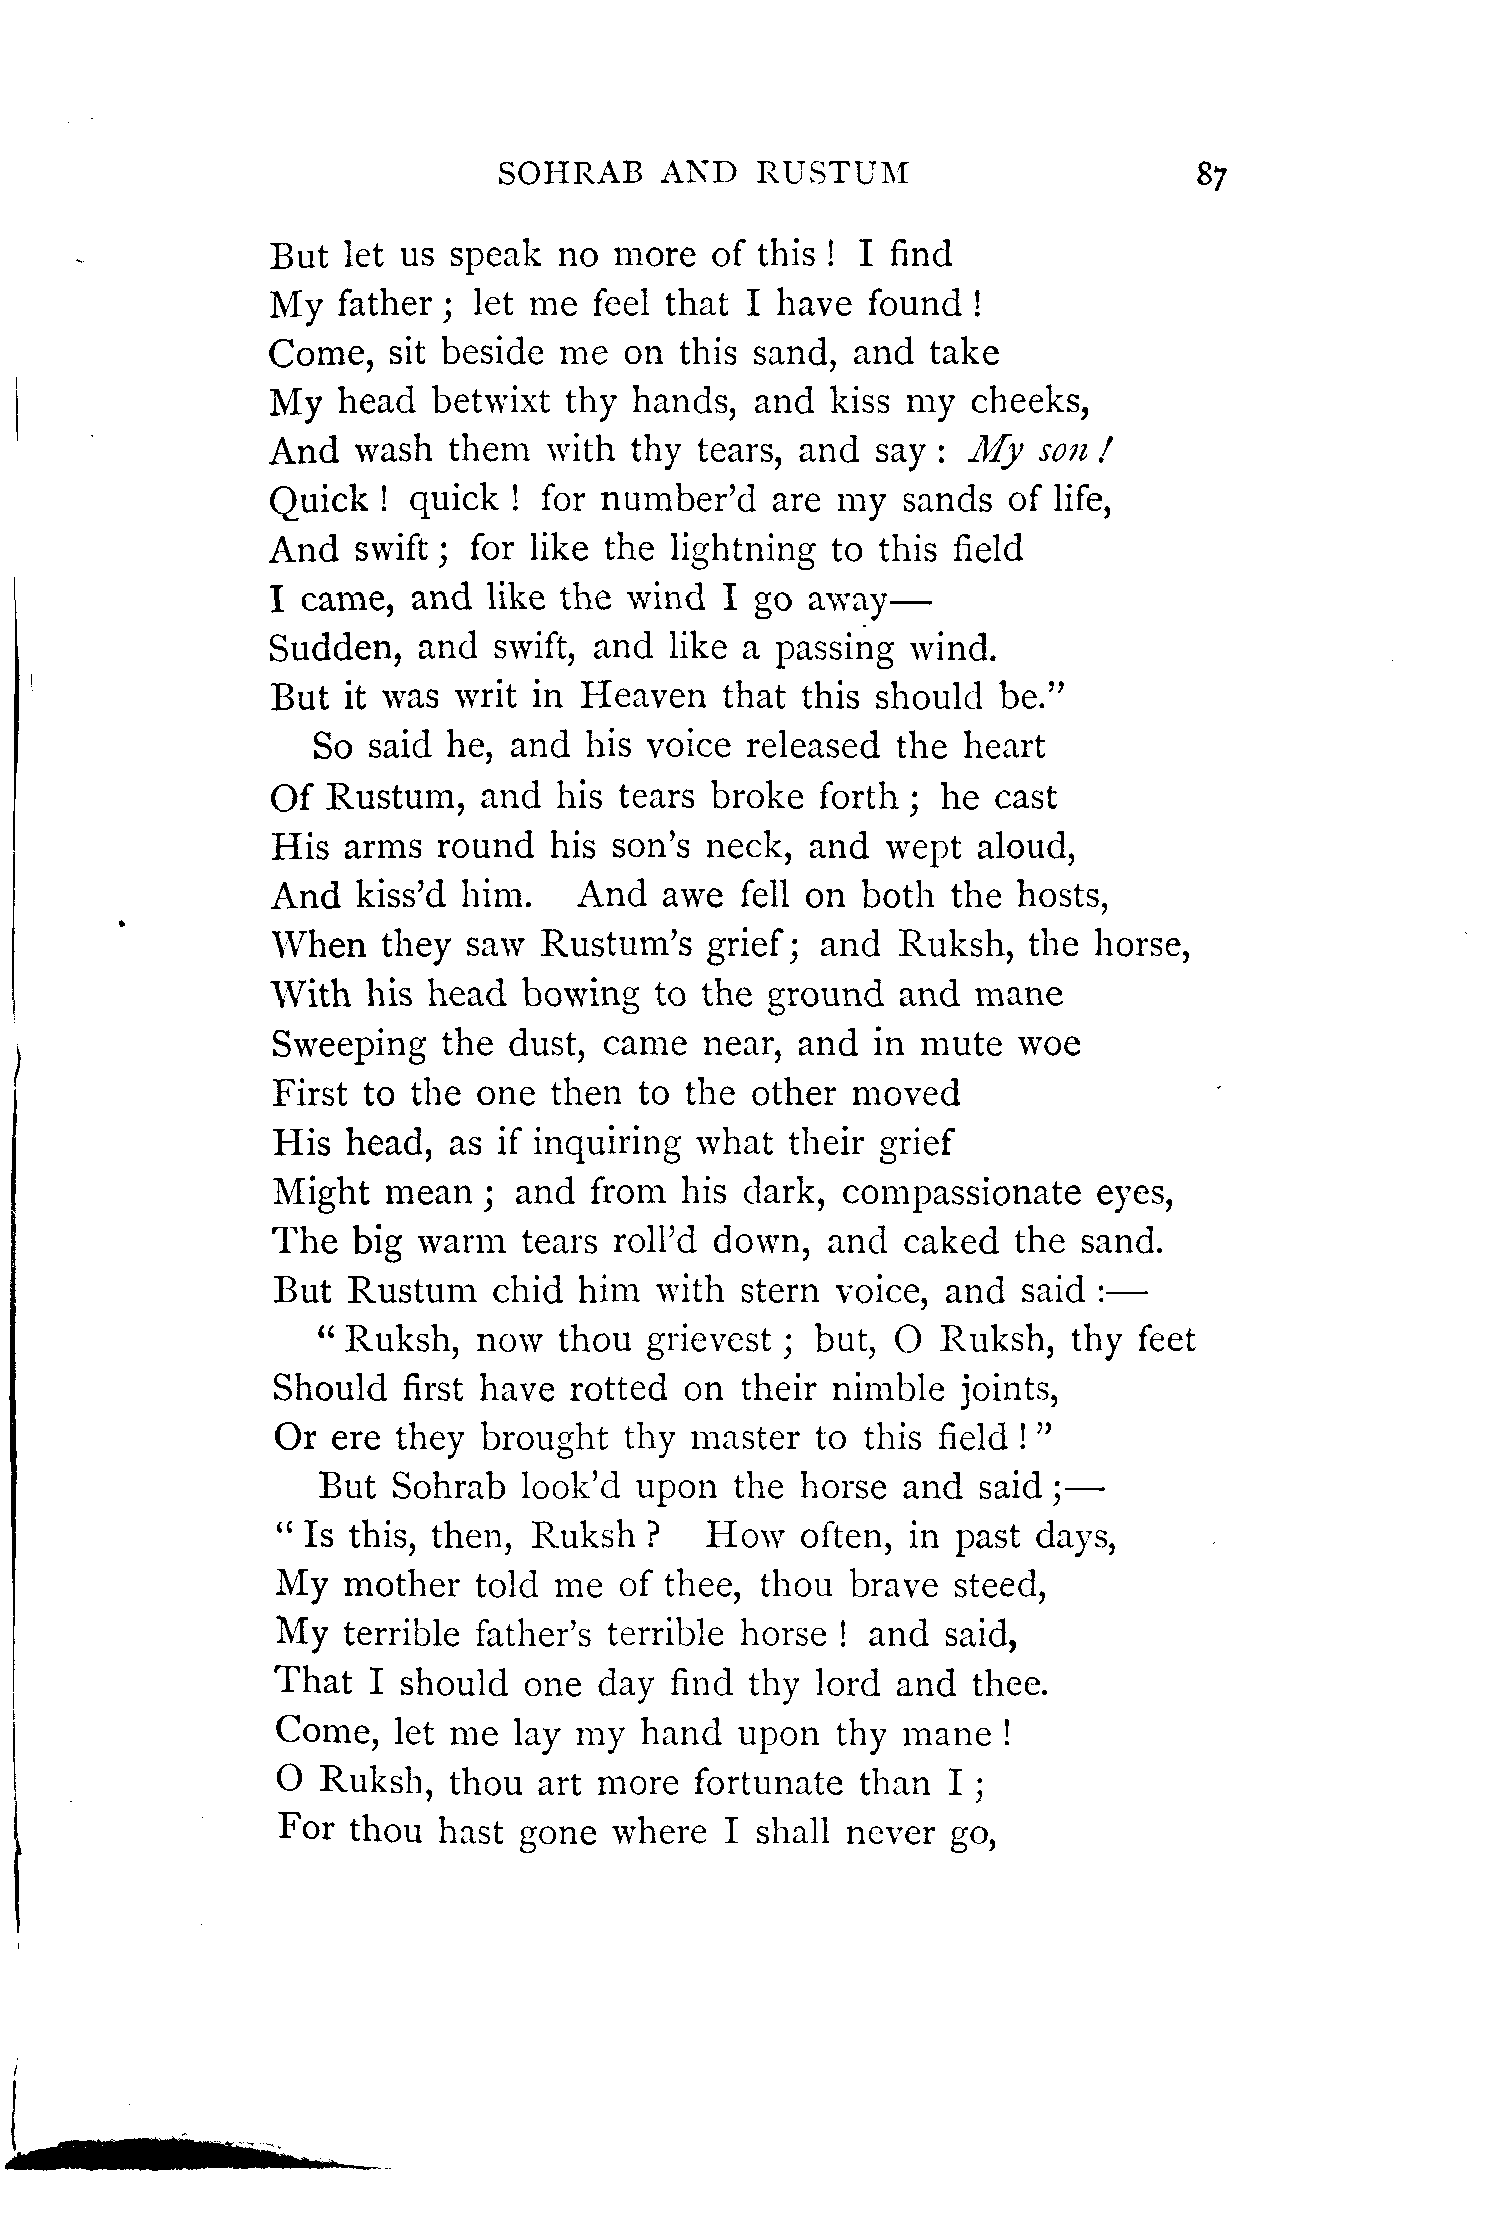 SOHRAB AND RUSTUM 87
But let us speak no more of this ! I find
My father ; let me feel that I have found !
Come, sit beside me on this sand, and take
My head betwixt thy hands, and kiss my cheeks,
And wash them with thy tears, and say : My son !
Quick ! quick ! for number’d are my sands of life,
And swift ; for like the lightning to this field
I came, and like the wind I go away—
Sudden, and swift, and like a passing wind.
But it was writ in Heaven that this should be.”
So said he, and his voice released the heart
Of Rustum, and his tears broke forth ; he cast
His arms round his son’s neck, and wept aloud,
And kiss’d him. And awe fell on both the hosts,
When they saw Rustum’s grief ; and Ruksh, the horse,
With his head bowing to the ground and mane
Sweeping the dust, came near, and in mute woe
First to the one then to the other moved
His head, as if inquiring what their grief
Might mean ; and from his dark, compassionate eyes,
The big warm tears roll’d down, and caked the sand.
But Rustum chid him with stern voice, and said :—
“ Ruksh, now thou grievest ; but, O Ruksh, thy feet
Should first have rotted on their nimble joints,
Or ere they brought thy master to this field ! ”
But Sohrab look’d upon the horse and said ;—
“ Is this, then, Ruksh ? How often, in past days,
My mother told me of thee, thou brave steed,
My terrible father’s terrible horse ! and said,
That I should one day find thy lord and thee.
Come, let me lay my hand upon thy mane !
O Ruksh, thou art more fortunate than I ;
For thou hast gone where I shall never go,